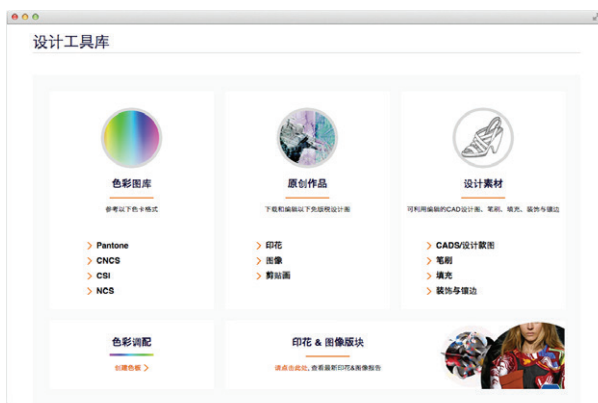 设计工具库
色彩图库
参考以下色卡格式
Pantone
CNCS
CSI
NCS
原创作品
下载和编辑以下免版税设计图
印花
图像
剪贴画
设计素材
可利用编辑的CAD设计图、笔刷、填充、装饰与镶边
CADS/设计款图
笔刷
填充
装饰与镶边
色彩调配
创建色板
印花 & 图像版块
请点击此处, 查看最新印花&图像报告